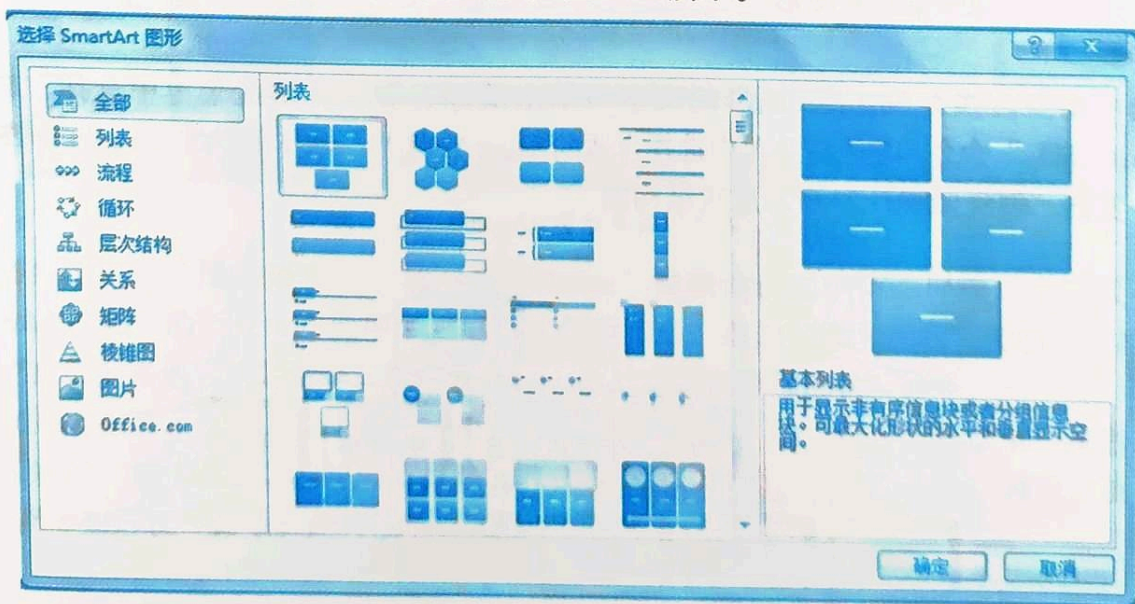 选择 SmartArt 图形
全部
列表
流程
循环
层次结构
关系
矩阵
棱锥图
图片
Office.com
列表
基本列表
用于显示非有序信息块或者分组信息
块。可最大化形状的水平和垂直显示空
间。
确定
取消